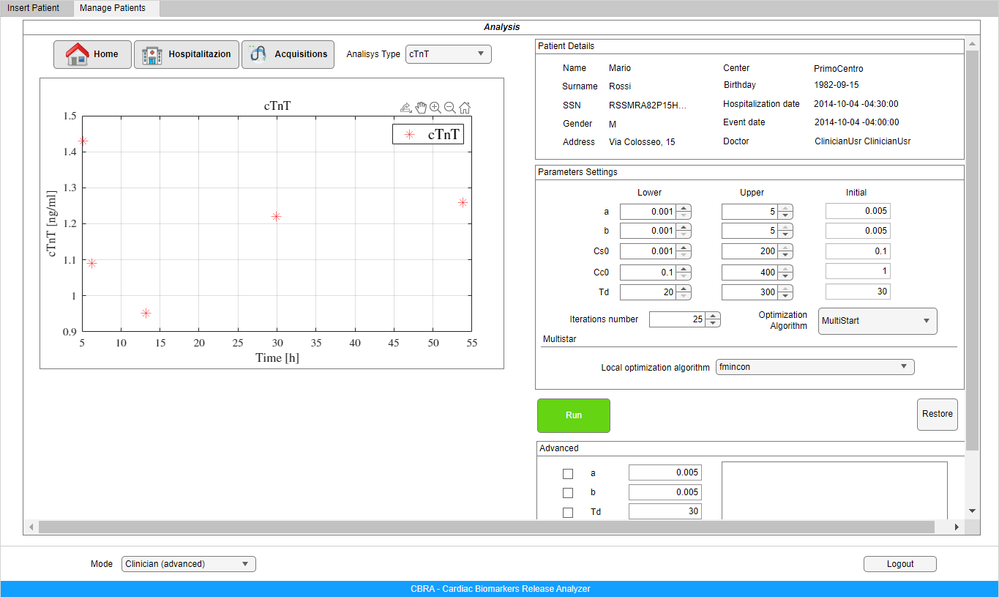 Insert Patient
Manage Patients
Analysis
Home
Hospitalitazion
Acquisitions
Analisys Type
cTnT
cTnT
cTnT
1.5
1.4
1.3
1.2
1.1
1
0.9
5
10
15
20
25
30
35
40
45
50
55
cTnT [ng/ml]
Time [h]
Patient Details
Name Mario
Surname Rossi
SSN RSSMRA82P15H...
Gender M
Address Via Colosseo, 15
Center PrimoCentro
Birthday 1982-09-15
Hospitalization date 2014-10-04 -04:30:00
Event date 2014-10-04 -04:00:00
Doctor ClinicianUsr ClinicianUsr
Parameters Settings
Lower Upper Initial
a 0.001 5 0.005
b 0.001 5 0.005
Cs0 0.001 200 0.1
Cc0 0.1 400 1
Td 20 300 30
Iterations number 25
Optimization
Algorithm
MultiStart
Multistar
Local optimization algorithm fmincon
Run
Restore
Advanced
a 0.005
b 0.005
Td 30
Mode Clinician (advanced)
Logout
CBRA - Cardiac Biomarkers Release Analyzer